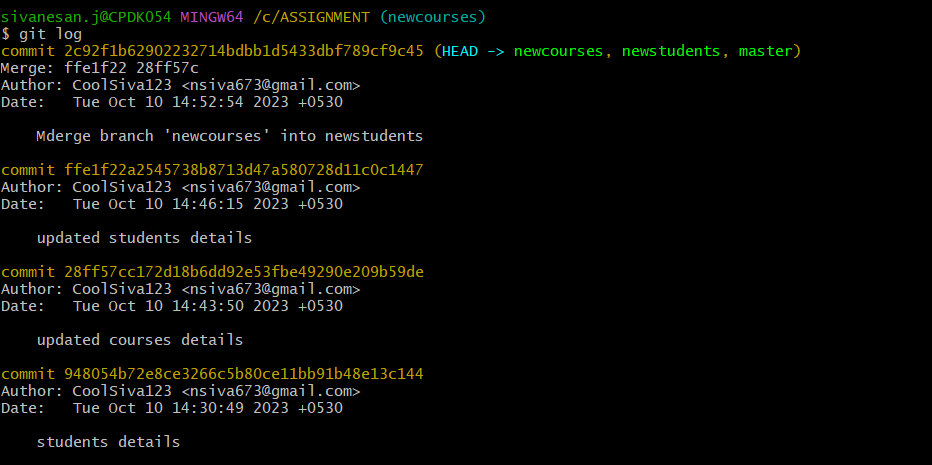 sivanesan.j@CPDK054 MINGW64 /c/ASSIGNMENT (newcourses)
$ git log
commit 2c92f1b62902232714bdbb1d5433dbf789cf9c45 (HEAD -> newcourses, newstudents, master)
Merge: ffe1f22 28ff57c
Author: CoolSiva123 <nsiva673@gmail.com>
Date:   Tue Oct 10 14:52:54 2023 +0530
    Mderge branch 'newcourses' into newstudents
commit ffe1f22a2545738b8713d47a580728d11c0c1447
Author: CoolSiva123 <nsiva673@gmail.com>
Date:   Tue Oct 10 14:46:15 2023 +0530
    updated students details
commit 28ff57cc172d18b6dd92e53fbe49290e209b59de
Author: CoolSiva123 <nsiva673@gmail.com>
Date:   Tue Oct 10 14:43:50 2023 +0530
    updated courses details
commit 948054b72e8ce3266c5b80ce11bb91b48e13c144
Author: CoolSiva123 <nsiva673@gmail.com>
Date:   Tue Oct 10 14:30:49 2023 +0530
    students details